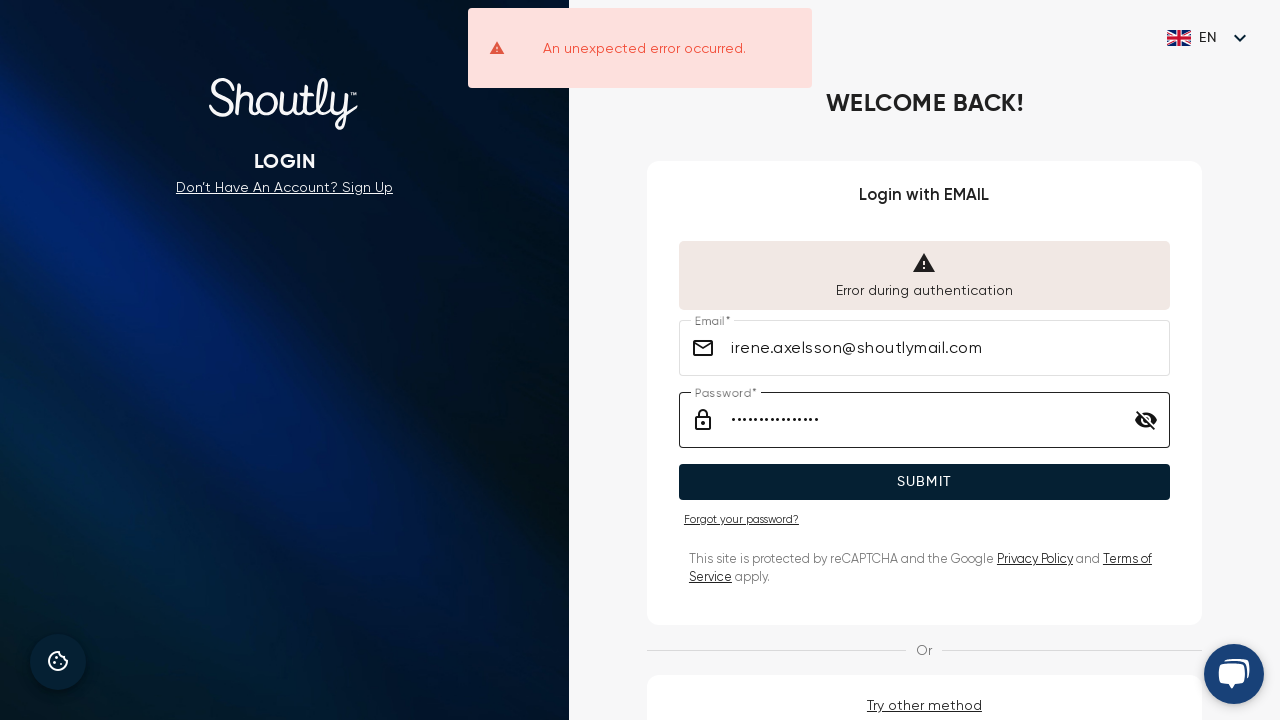 An unexpected error occurred.
EN
Shoutly™
LOGIN
Don't Have An Account? Sign Up
WELCOME BACK!
Login with EMAIL
Error during authentication
Email*
irene.axelsson@shoutlymail.com
Password*
••••••••••••••••
SUBMIT
Forgot your password?
This site is protected by reCAPTCHA and the Google Privacy Policy and Terms of
Service apply.
Or
Try other method